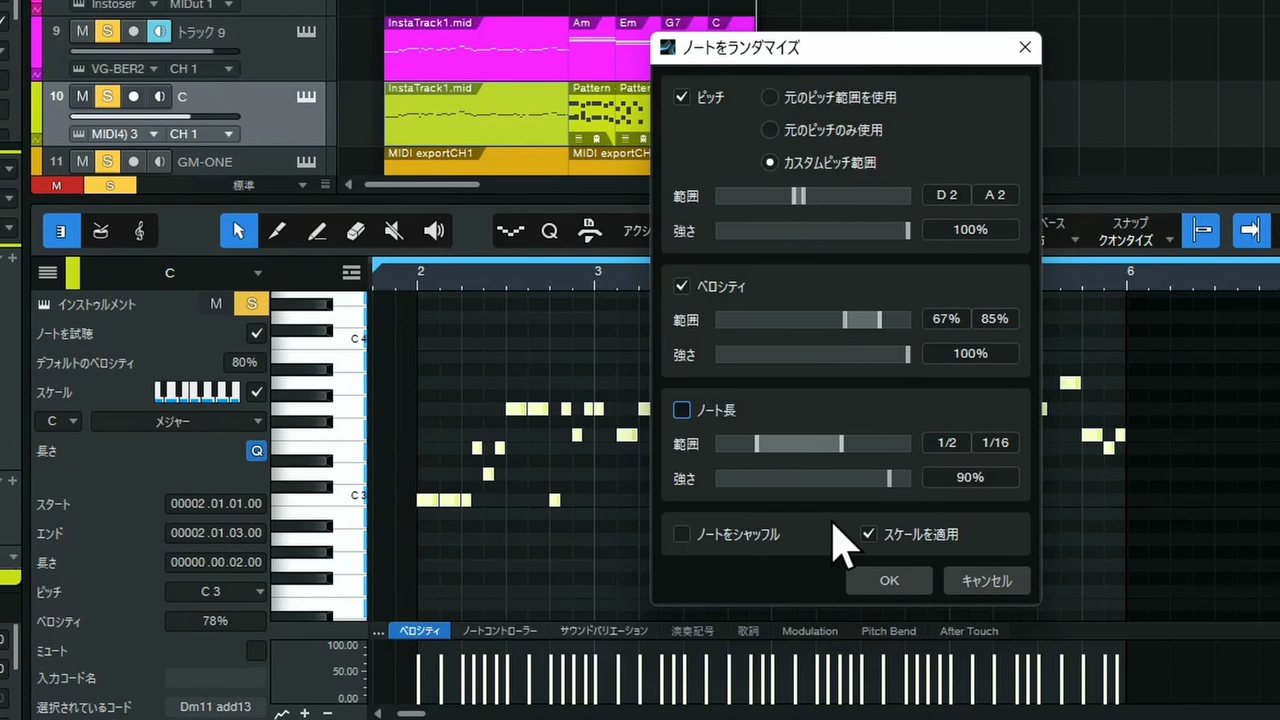 Instoser MIDut 1
9 M S トラック 9
VG-BER2 CH 1
10 M S C
MIDI4) 3 CH 1
11 M S GM-ONE
M S 標準
InstaTrack1.mid Am Em G7 C
InstaTrack1.mid Pattern Patter
MIDI exportCH1 MIDI exportC
ノートをランダマイズ
ピッチ 元のピッチ範囲を使用
元のピッチのみ使用
カスタムピッチ範囲
範囲 D 2 A 2
強さ 100%
ベロシティ
範囲 67% 85%
強さ 100%
ノート長
範囲 1/2 1/16
強さ 90%
ノートをシャッフル スケールを適用
OK キャンセル
Q アクシ
ベース スナップ
クオンタイズ
C
2 3 6
インストゥルメント M S
ノートを試聴
デフォルトのベロシティ 80%
スケール
C メジャー
長さ Q
スタート 00002.01.01.00
エンド 00002.01.03.00
長さ 00000.00.02.00
ピッチ C 3
ベロシティ 78%
ミュート
入力コード名
選択されているコード Dm11 add13
C 4
C 3
... ベロシティ ノートコントローラー サウンドバリエーション 演奏記号 歌詞 Modulation Pitch Bend After Touch
100.00
50.00
0.00